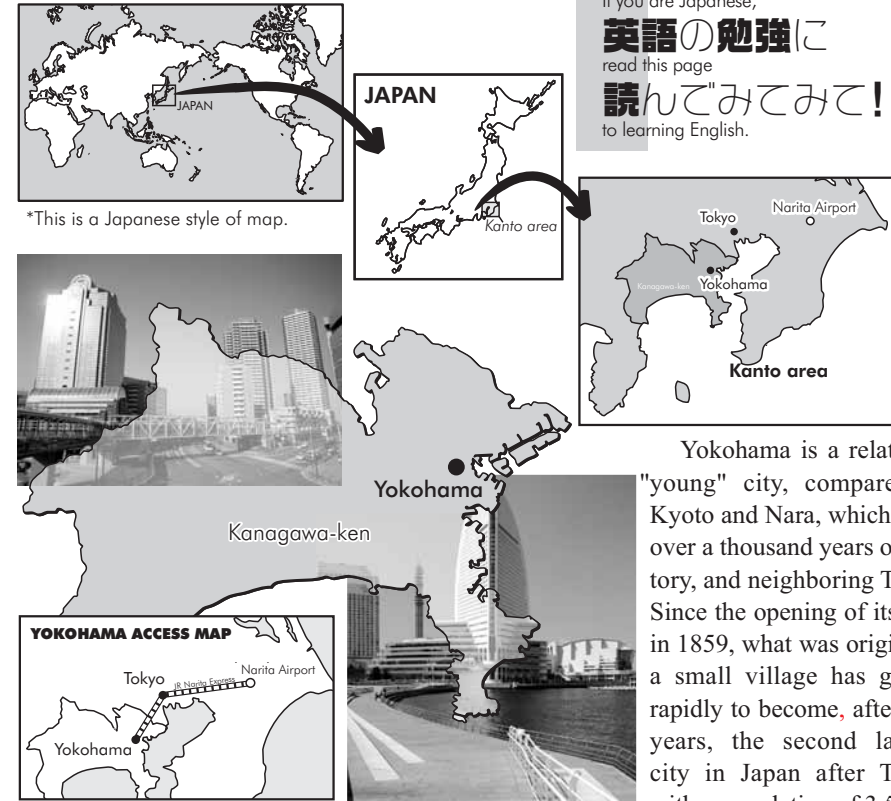 If you are Japanese,
英語の勉強に
read this page
読んでみてみて!
to learning English.
JAPAN
*This is a Japanese style of map.
JAPAN
Kanto area
Tokyo
Narita Airport
Kanagawa-ken
Yokohama
Kanto area
Yokohama
Kanagawa-ken
YOKOHAMA ACCESS MAP
Tokyo
JR Narita Express
Narita Airport
Yokohama
Yokohama is a relat
"young" city, compare
Kyoto and Nara, which
over a thousand years o
tory, and neighboring T
Since the opening of its
in 1859, what was origi
a small village has g
rapidly to become, afte
years, the second la
city in Japan after T